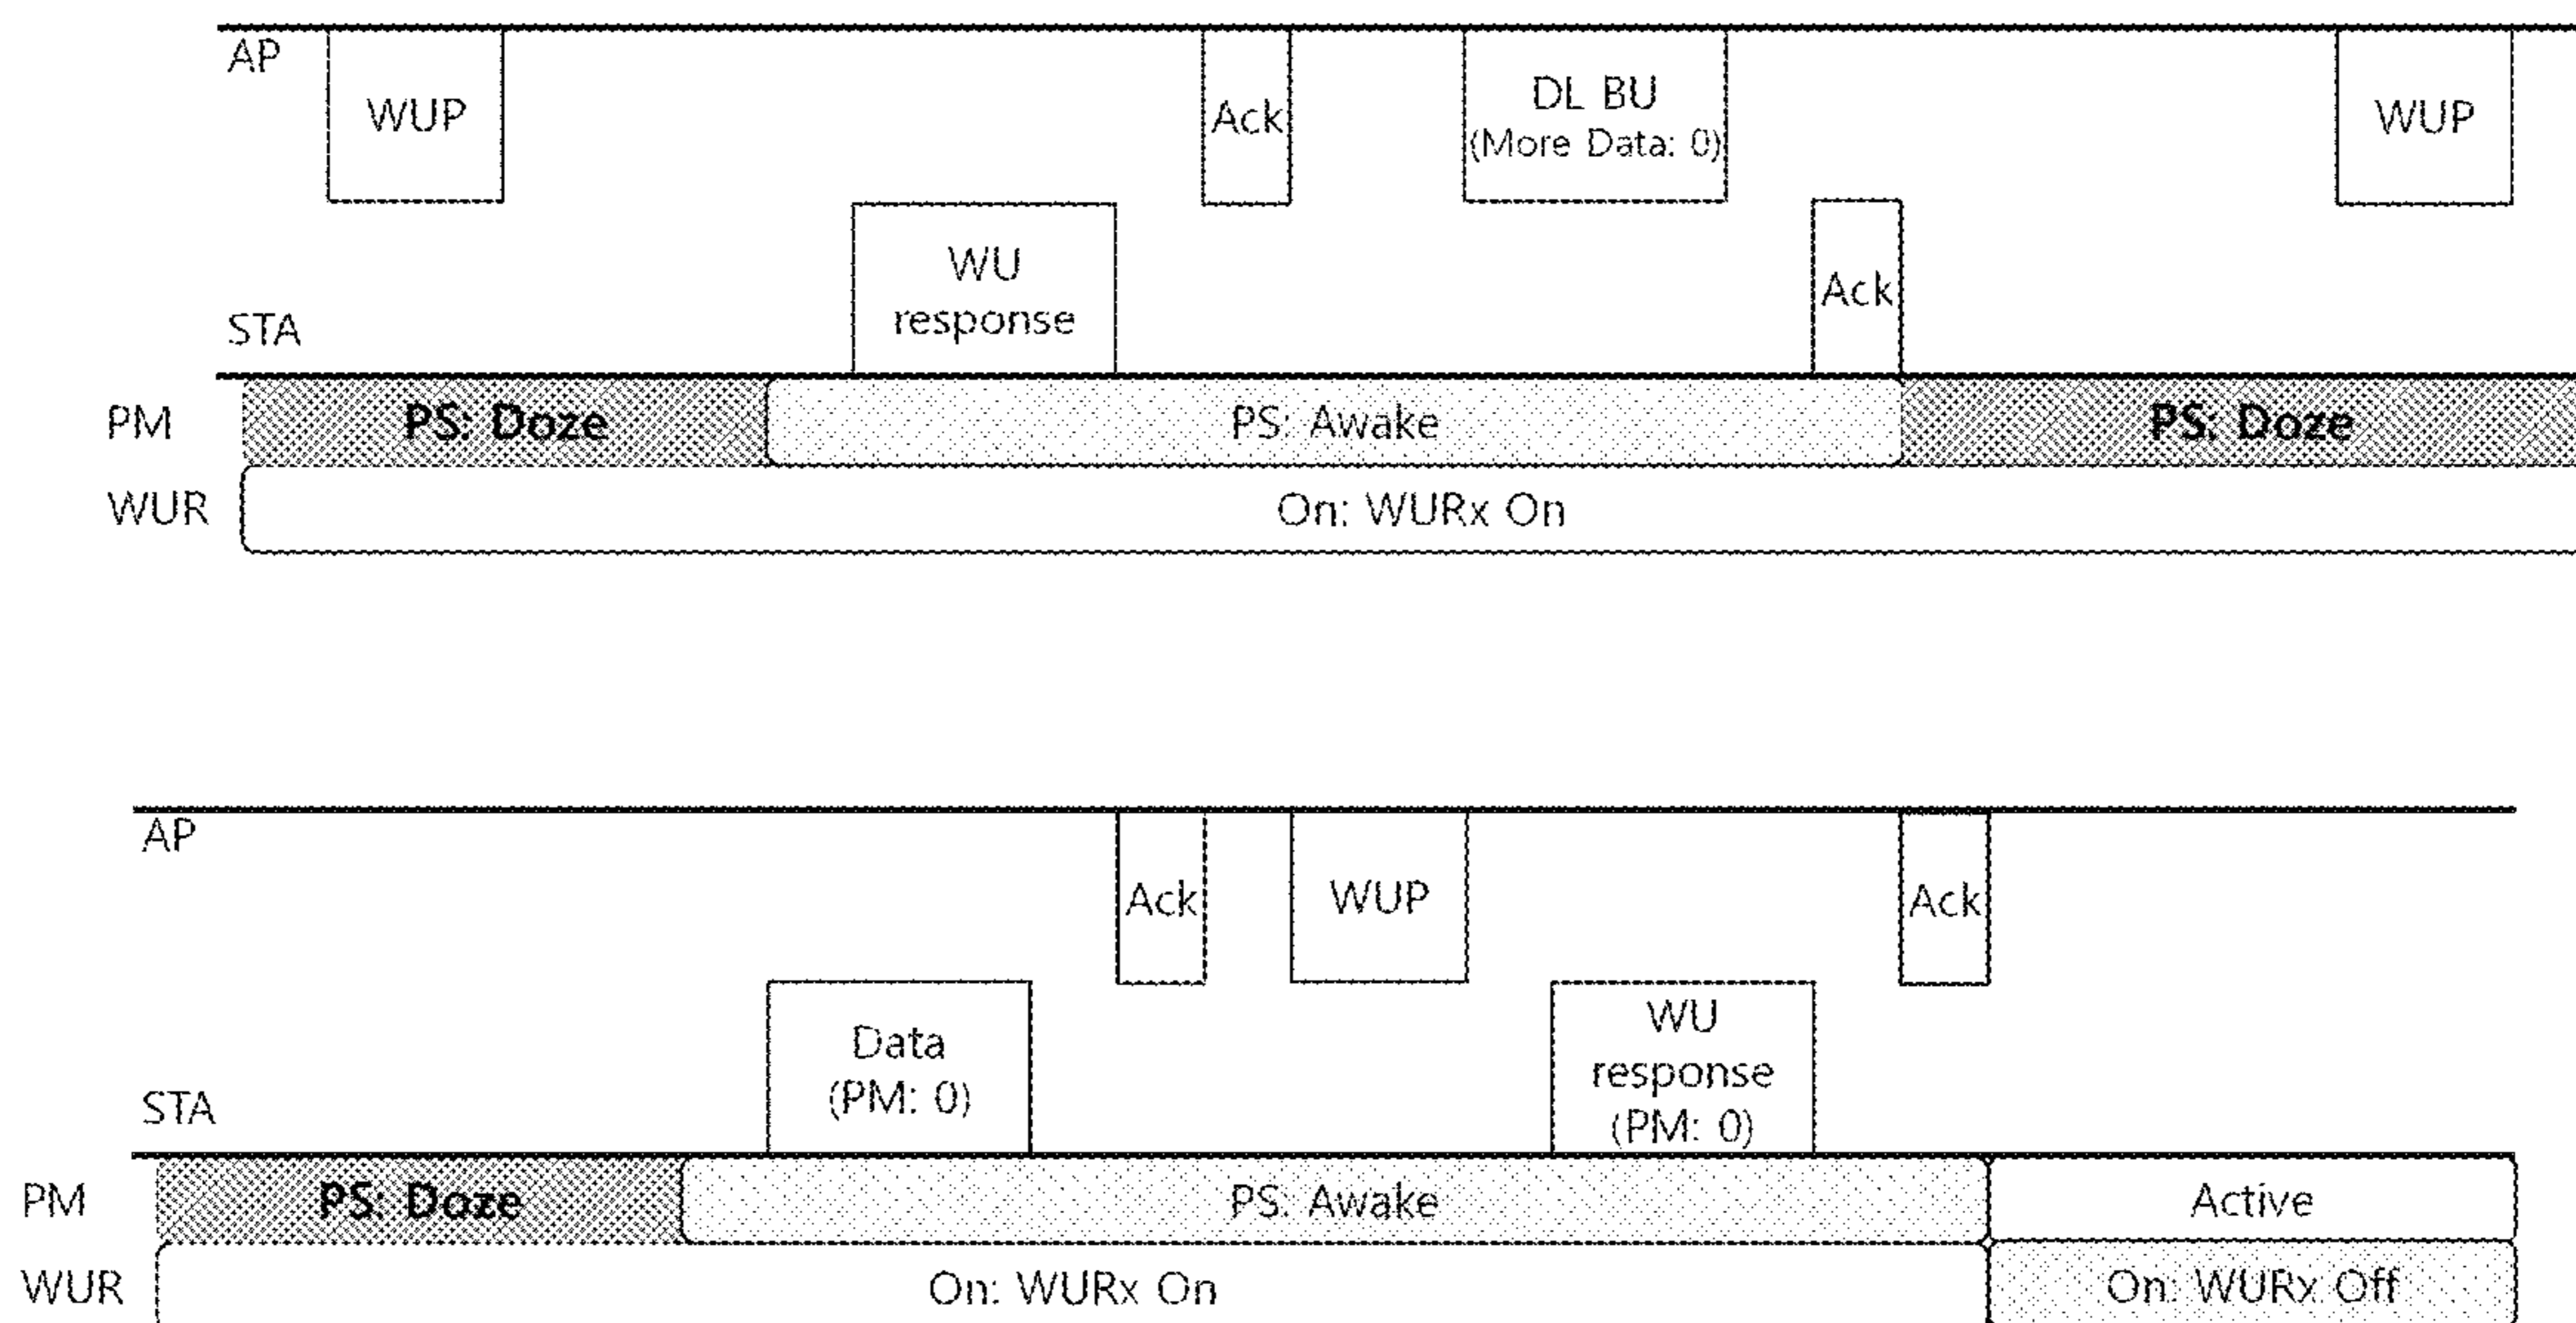 AP
WUP
Ack
DL BU
(More Data: 0)
WUP
WU
response
Ack
STA
PM
PS: Doze
PS: Awake
PS: Doze
WUR
On: WURx On
AP
Ack
WUP
Ack
Data
(PM: 0)
WU
response
(PM: 0)
STA
PM
PS: Doze
PS: Awake
Active
WUR
On: WURx On
On: WURx Off